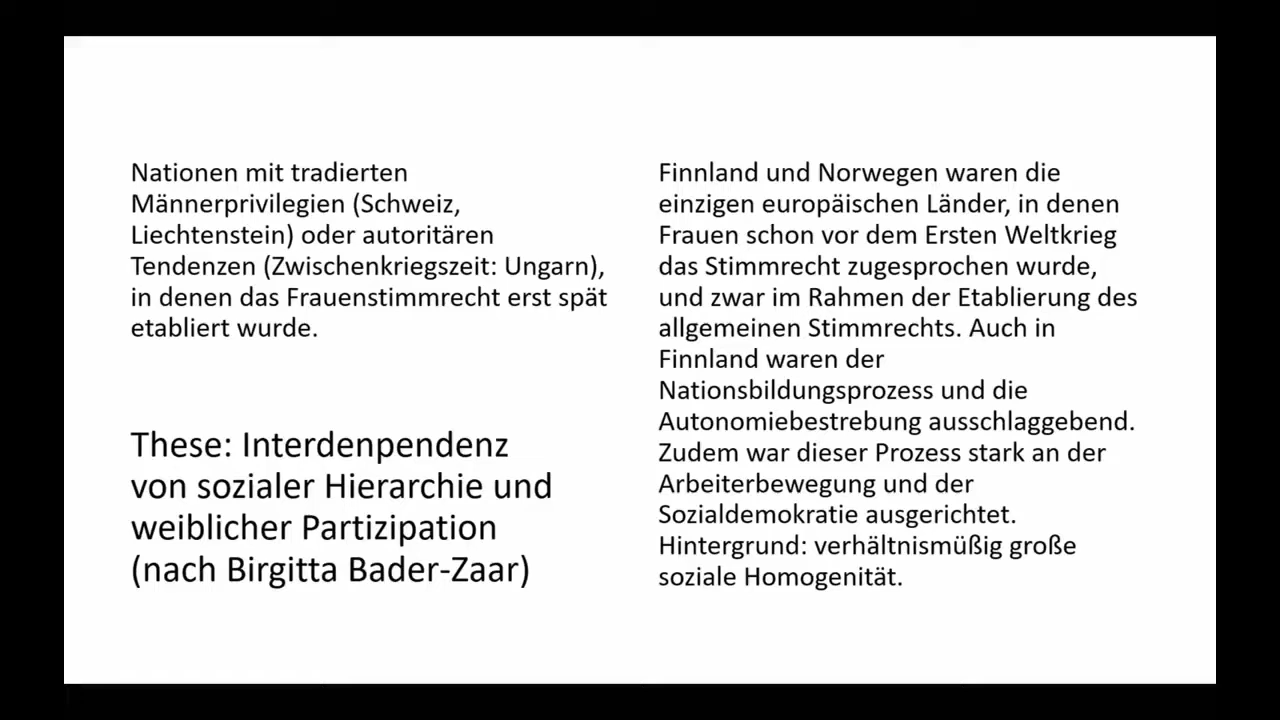 Nationen mit tradierten
Männerprivilegien (Schweiz,
Liechtenstein) oder autoritären
Tendenzen (Zwischenkriegszeit: Ungarn),
in denen das Frauenstimmrecht erst spät
etabliert wurde.
These: Interdenpendenz
von sozialer Hierarchie und
weiblicher Partizipation
(nach Birgitta Bader-Zaar)
Finnland und Norwegen waren die
einzigen europäischen Länder, in denen
Frauen schon vor dem Ersten Weltkrieg
das Stimmrecht zugesprochen wurde,
und zwar im Rahmen der Etablierung des
allgemeinen Stimmrechts. Auch in
Finnland waren der
Nationsbildungsprozess und die
Autonomiebestrebung ausschlaggebend.
Zudem war dieser Prozess stark an der
Arbeiterbewegung und der
Sozialdemokratie ausgerichtet.
Hintergrund: verhältnismüßig große
soziale Homogenität.